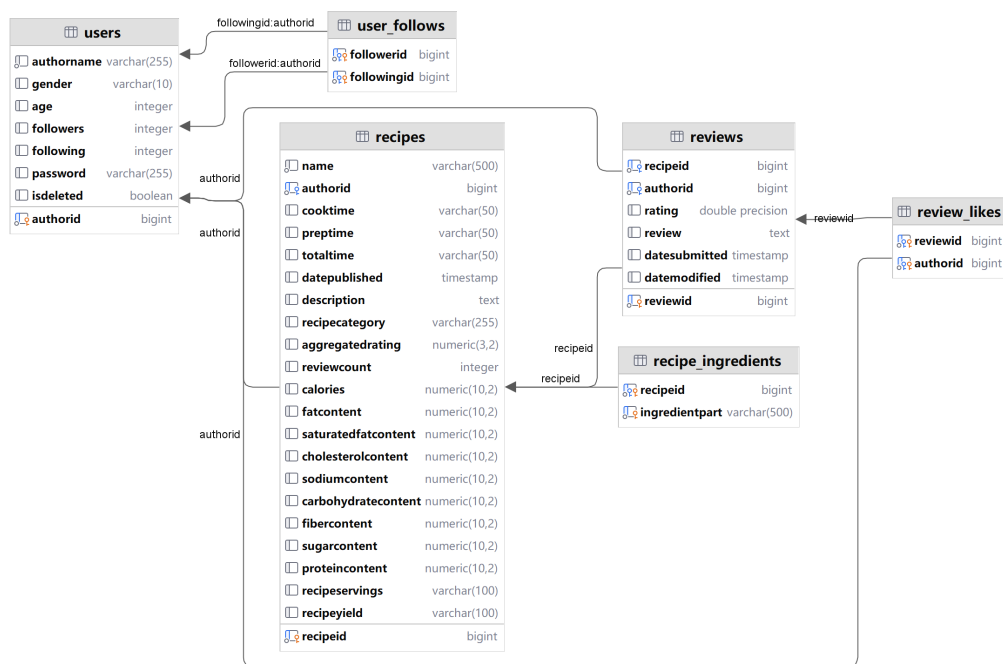 users
authorname varchar(255)
gender varchar(10)
age integer
followers integer
following integer
password varchar(255)
isdeleted boolean
authorid bigint
followingid:authorid
followerid:authorid
user_follows
followerid bigint
followingid bigint
authorid
authorid
authorid
recipes
name varchar(500)
authorid bigint
cooktime varchar(50)
preptime varchar(50)
totaltime varchar(50)
datepublished timestamp
description text
recipecategory varchar(255)
aggregatedrating numeric(3,2)
reviewcount integer
calories numeric(10,2)
fatcontent numeric(10,2)
saturatedfatcontent numeric(10,2)
cholesterolcontent numeric(10,2)
sodiumcontent numeric(10,2)
carbohydratecontent numeric(10,2)
fibercontent numeric(10,2)
sugarcontent numeric(10,2)
proteincontent numeric(10,2)
recipeservings varchar(100)
recipeyield varchar(100)
recipeid bigint
reviews
recipeid bigint
authorid bigint
rating double precision
review text
datesubmitted timestamp
datemodified timestamp
reviewid bigint
reviewid
review_likes
reviewid bigint
authorid bigint
recipeid
recipeid
recipe_ingredients
recipeid bigint
ingredientpart varchar(500)